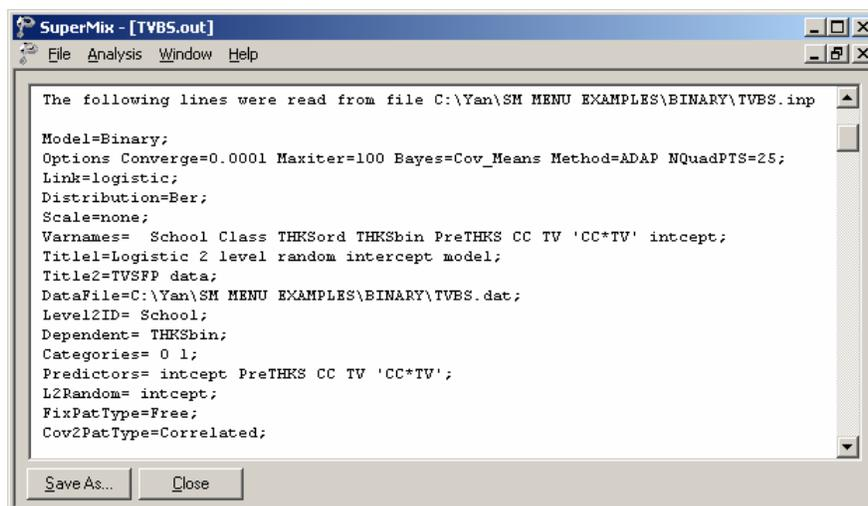 SuperMix - [TVBS.out]
File Analysis Window Help
The following lines were read from file C:\Yan\SM MENU EXAMPLES\BINARY\TVBS.inp
Model=Binary;
Options Converge=0.0001 Maxiter=100 Bayes=Cov_Means Method=ADAP NQuadPTS=25;
Link=logistic;
Distribution=Ber;
Scale=none;
Varnames= School Class THKSord THKSbin PreTHKS CC TV 'CC*TV' intcept;
Title1=Logistic 2 level random intercept model;
Title2=TVSFP data;
DataFile=C:\Yan\SM MENU EXAMPLES\BINARY\TVBS.dat;
Level2ID= School;
Dependent= THKSbin;
Categories= 0 1;
Predictors= intcept PreTHKS CC TV 'CC*TV';
L2Random= intcept;
FixPatType=Free;
Cov2PatType=Correlated;
Save As... Close